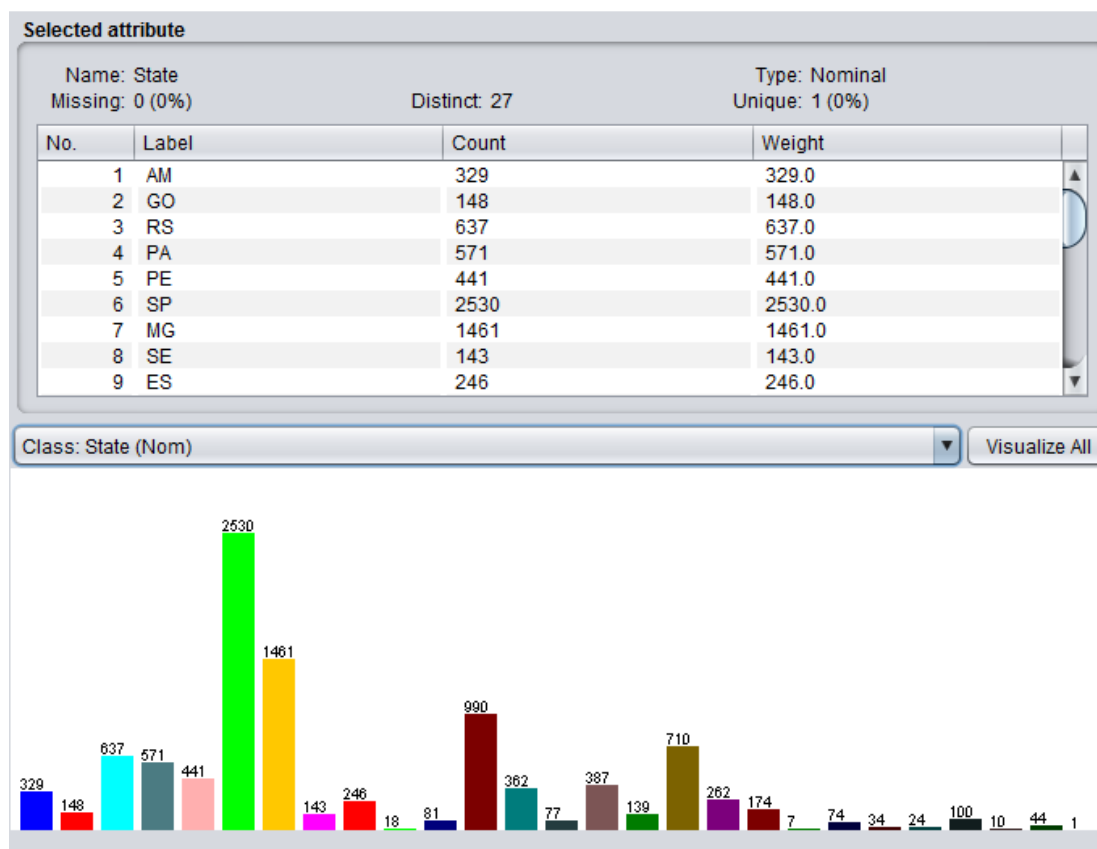 Selected attribute
Name: State Type: Nominal
Missing: 0 (0%) Distinct: 27 Unique: 1 (0%)
No. Label Count Weight
1 AM 329 329.0
2 GO 148 148.0
3 RS 637 637.0
4 PA 571 571.0
5 PE 441 441.0
6 SP 2530 2530.0
7 MG 1461 1461.0
8 SE 143 143.0
9 ES 246 246.0
Class: State (Nom) Visualize All
329 148 637 571 441 2530 1461 143 246 18 81 990 362 77 387 139 710 262 174 7 74 34 24 100 10 44 1